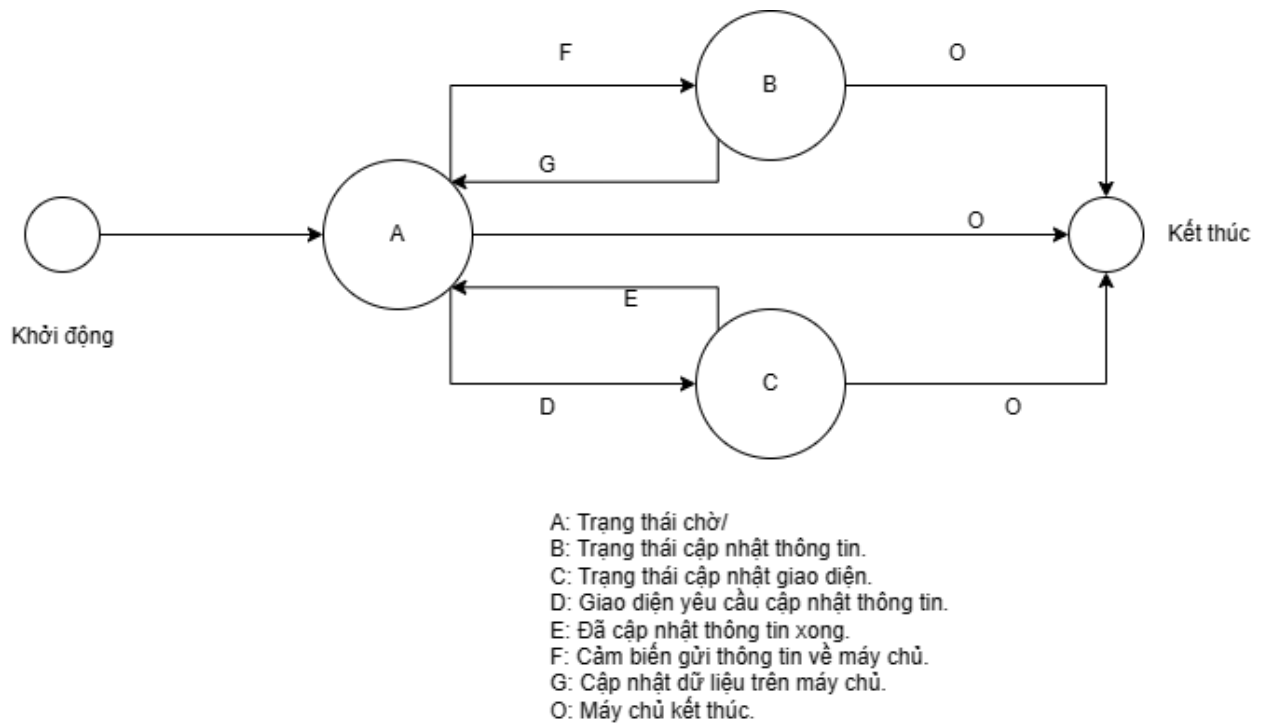 F
B
O
G
A
O
Kết thúc
E
Khởi động
C
D
O
A: Trạng thái chờ/
B: Trạng thái cập nhật thông tin.
C: Trạng thái cập nhật giao diện.
D: Giao diện yêu cầu cập nhật thông tin.
E: Đã cập nhật thông tin xong.
F: Cảm biến gửi thông tin về máy chủ.
G: Cập nhật dữ liệu trên máy chủ.
O: Máy chủ kết thúc.